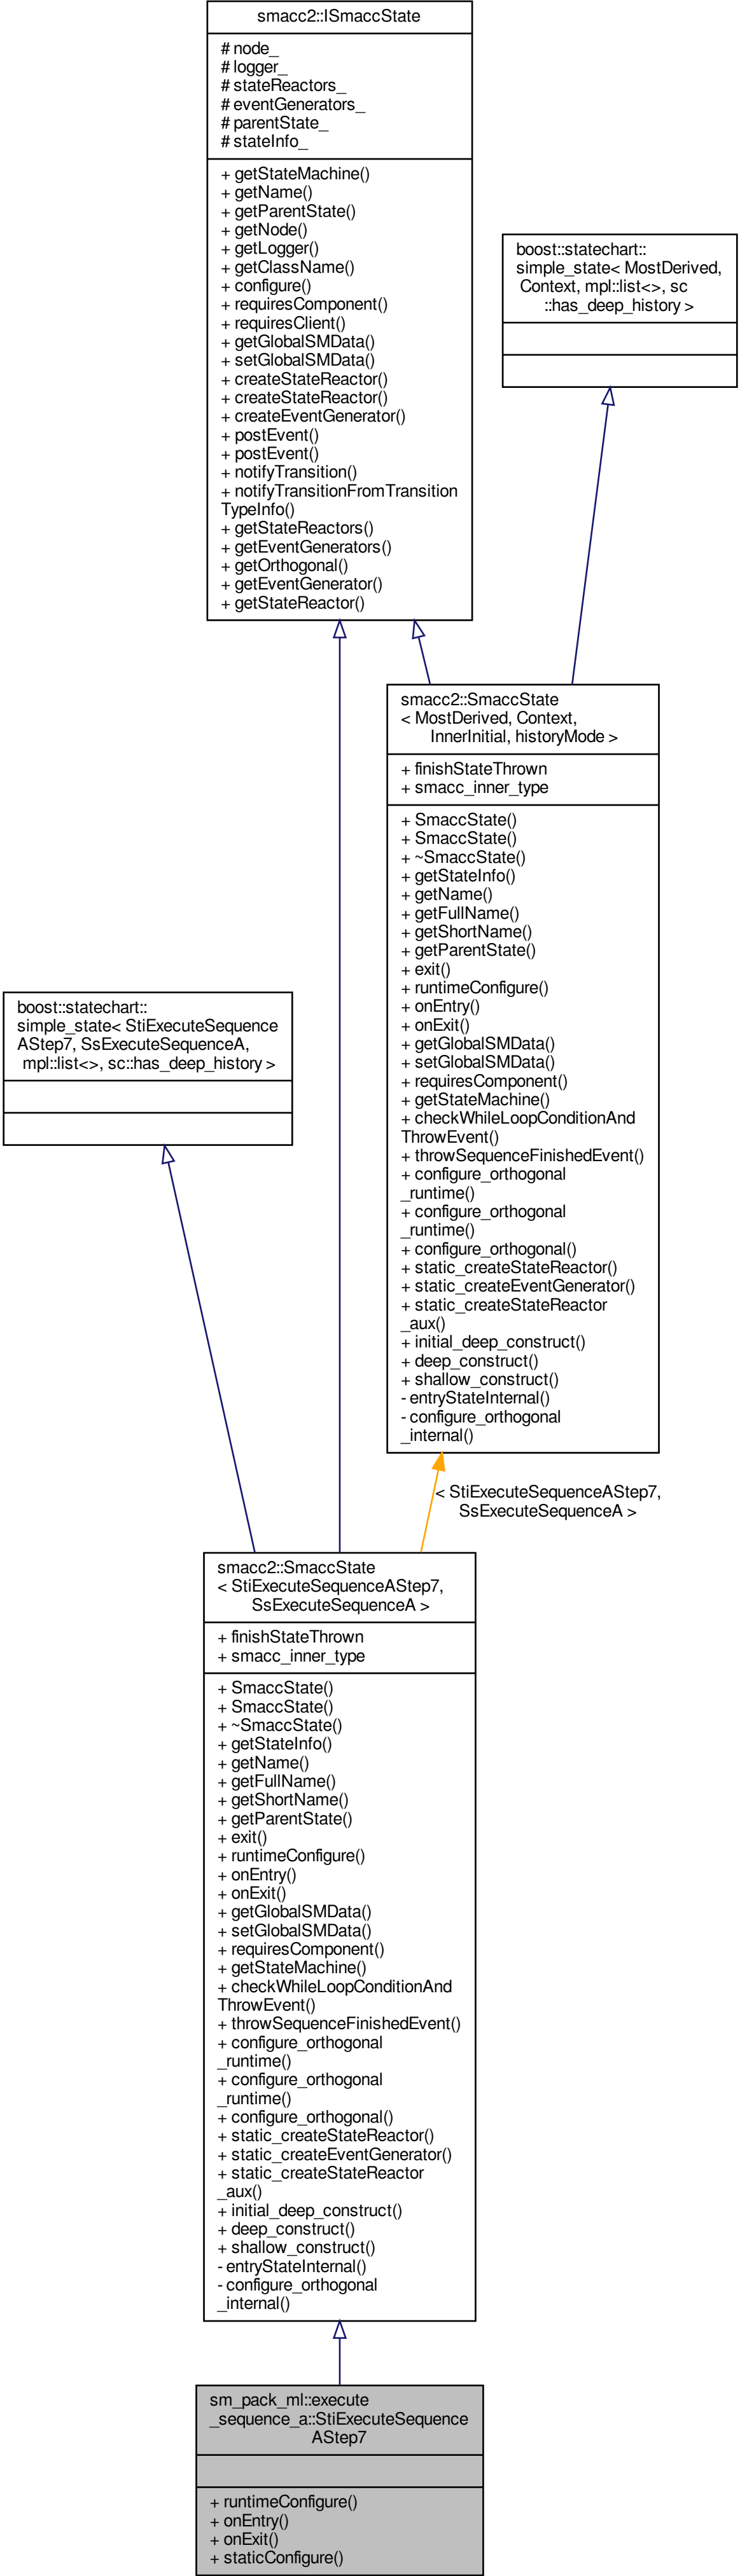 smacc2::ISmaccState
# node_
# logger_
# stateReactors_
# eventGenerators_
# parentState_
# stateInfo_
+ getStateMachine()
+ getName()
+ getParentState()
+ getNode()
+ getLogger()
+ getClassName()
+ configure()
+ requiresComponent()
+ requiresClient()
+ getGlobalSMData()
+ setGlobalSMData()
+ createStateReactor()
+ createStateReactor()
+ createEventGenerator()
+ postEvent()
+ postEvent()
+ notifyTransition()
+ notifyTransitionFromTransition
TypeInfo()
+ getStateReactors()
+ getEventGenerators()
+ getOrthogonal()
+ getEventGenerator()
+ getStateReactor()
boost::statechart::
simple_state< MostDerived,
Context, mpl::list<>, sc
::has_deep_history >
smacc2::SmaccState
< MostDerived, Context,
InnerInitial, historyMode >
+ finishStateThrown
+ smacc_inner_type
+ SmaccState()
+ SmaccState()
+ ~SmaccState()
+ getStateInfo()
+ getName()
+ getFullName()
+ getShortName()
+ getParentState()
+ exit()
+ runtimeConfigure()
+ onEntry()
+ onExit()
+ getGlobalSMData()
+ setGlobalSMData()
+ requiresComponent()
+ getStateMachine()
+ checkWhileLoopConditionAnd
ThrowEvent()
+ throwSequenceFinishedEvent()
+ configure_orthogonal
_runtime()
+ configure_orthogonal
_runtime()
+ configure_orthogonal()
+ static_createStateReactor()
+ static_createEventGenerator()
+ static_createStateReactor
_aux()
+ initial_deep_construct()
+ deep_construct()
+ shallow_construct()
- entryStateInternal()
- configure_orthogonal
_internal()
boost::statechart::
simple_state< StiExecuteSequence
AStep7, SsExecuteSequenceA,
mpl::list<>, sc::has_deep_history >
< StiExecuteSequenceAStep7,
SsExecuteSequenceA >
smacc2::SmaccState
< StiExecuteSequenceAStep7,
SsExecuteSequenceA >
+ finishStateThrown
+ smacc_inner_type
+ SmaccState()
+ SmaccState()
+ ~SmaccState()
+ getStateInfo()
+ getName()
+ getFullName()
+ getShortName()
+ getParentState()
+ exit()
+ runtimeConfigure()
+ onEntry()
+ onExit()
+ getGlobalSMData()
+ setGlobalSMData()
+ requiresComponent()
+ getStateMachine()
+ checkWhileLoopConditionAnd
ThrowEvent()
+ throwSequenceFinishedEvent()
+ configure_orthogonal
_runtime()
+ configure_orthogonal
_runtime()
+ configure_orthogonal()
+ static_createStateReactor()
+ static_createEventGenerator()
+ static_createStateReactor
_aux()
+ initial_deep_construct()
+ deep_construct()
+ shallow_construct()
- entryStateInternal()
- configure_orthogonal
_internal()
sm_pack_ml::execute
_sequence_a::StiExecuteSequence
AStep7
+ runtimeConfigure()
+ onEntry()
+ onExit()
+ staticConfigure()